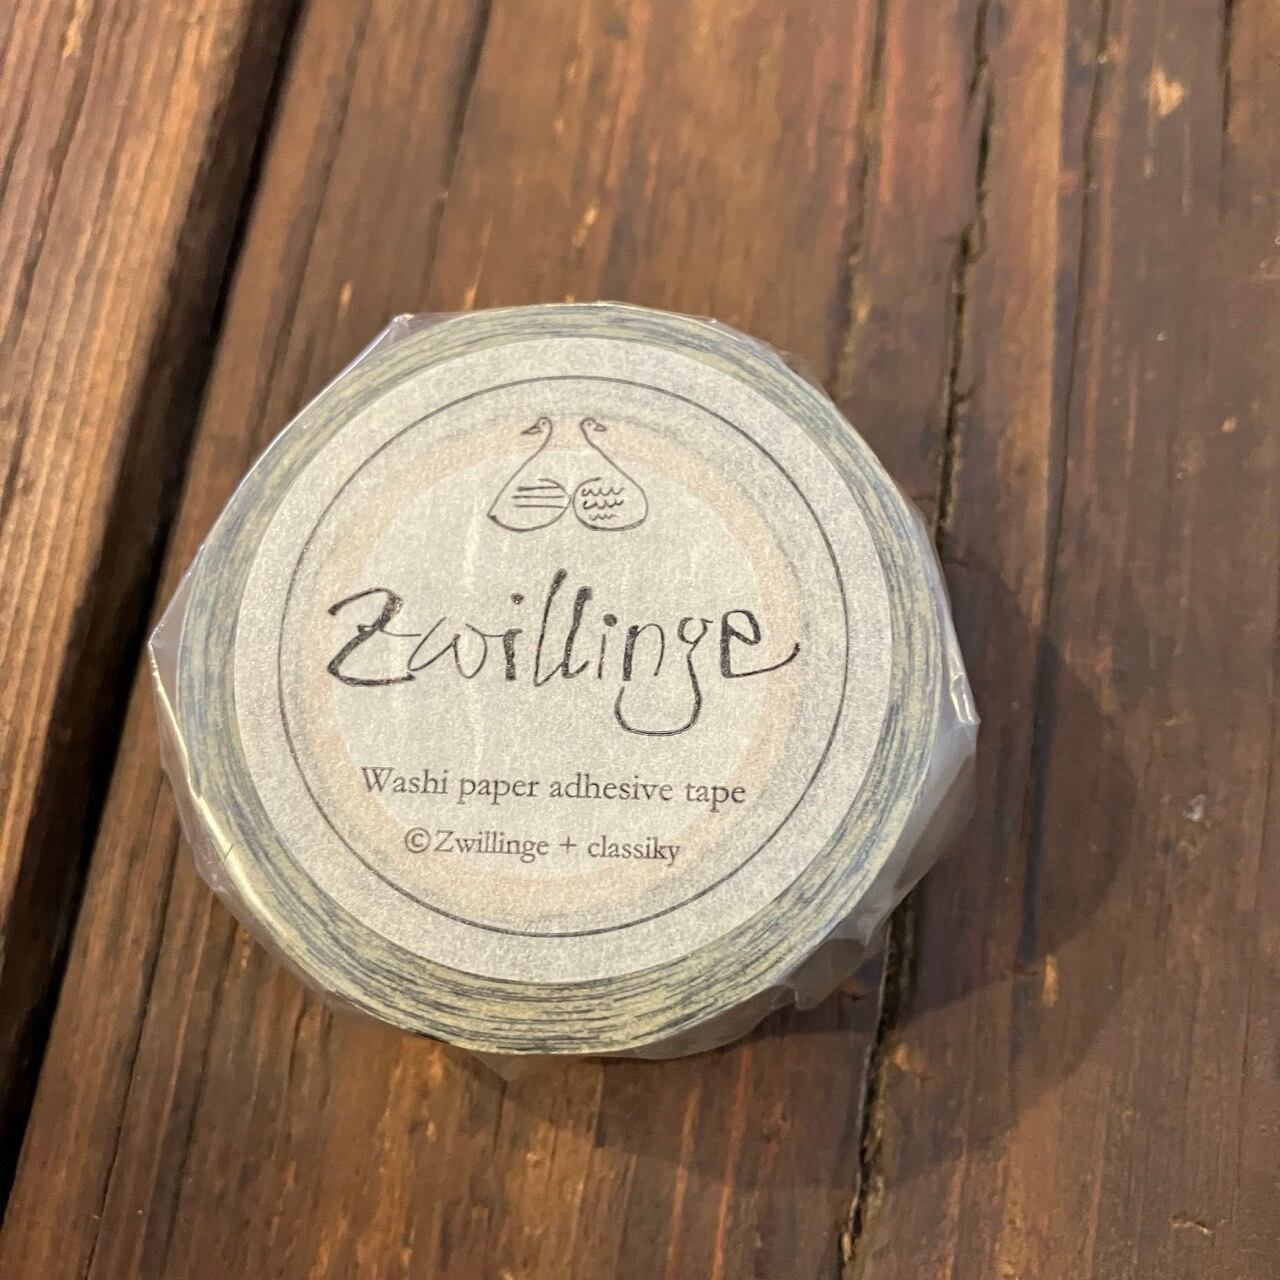 Zwillinge
Washi paper adhesive tape
©Zwillinge + classiky